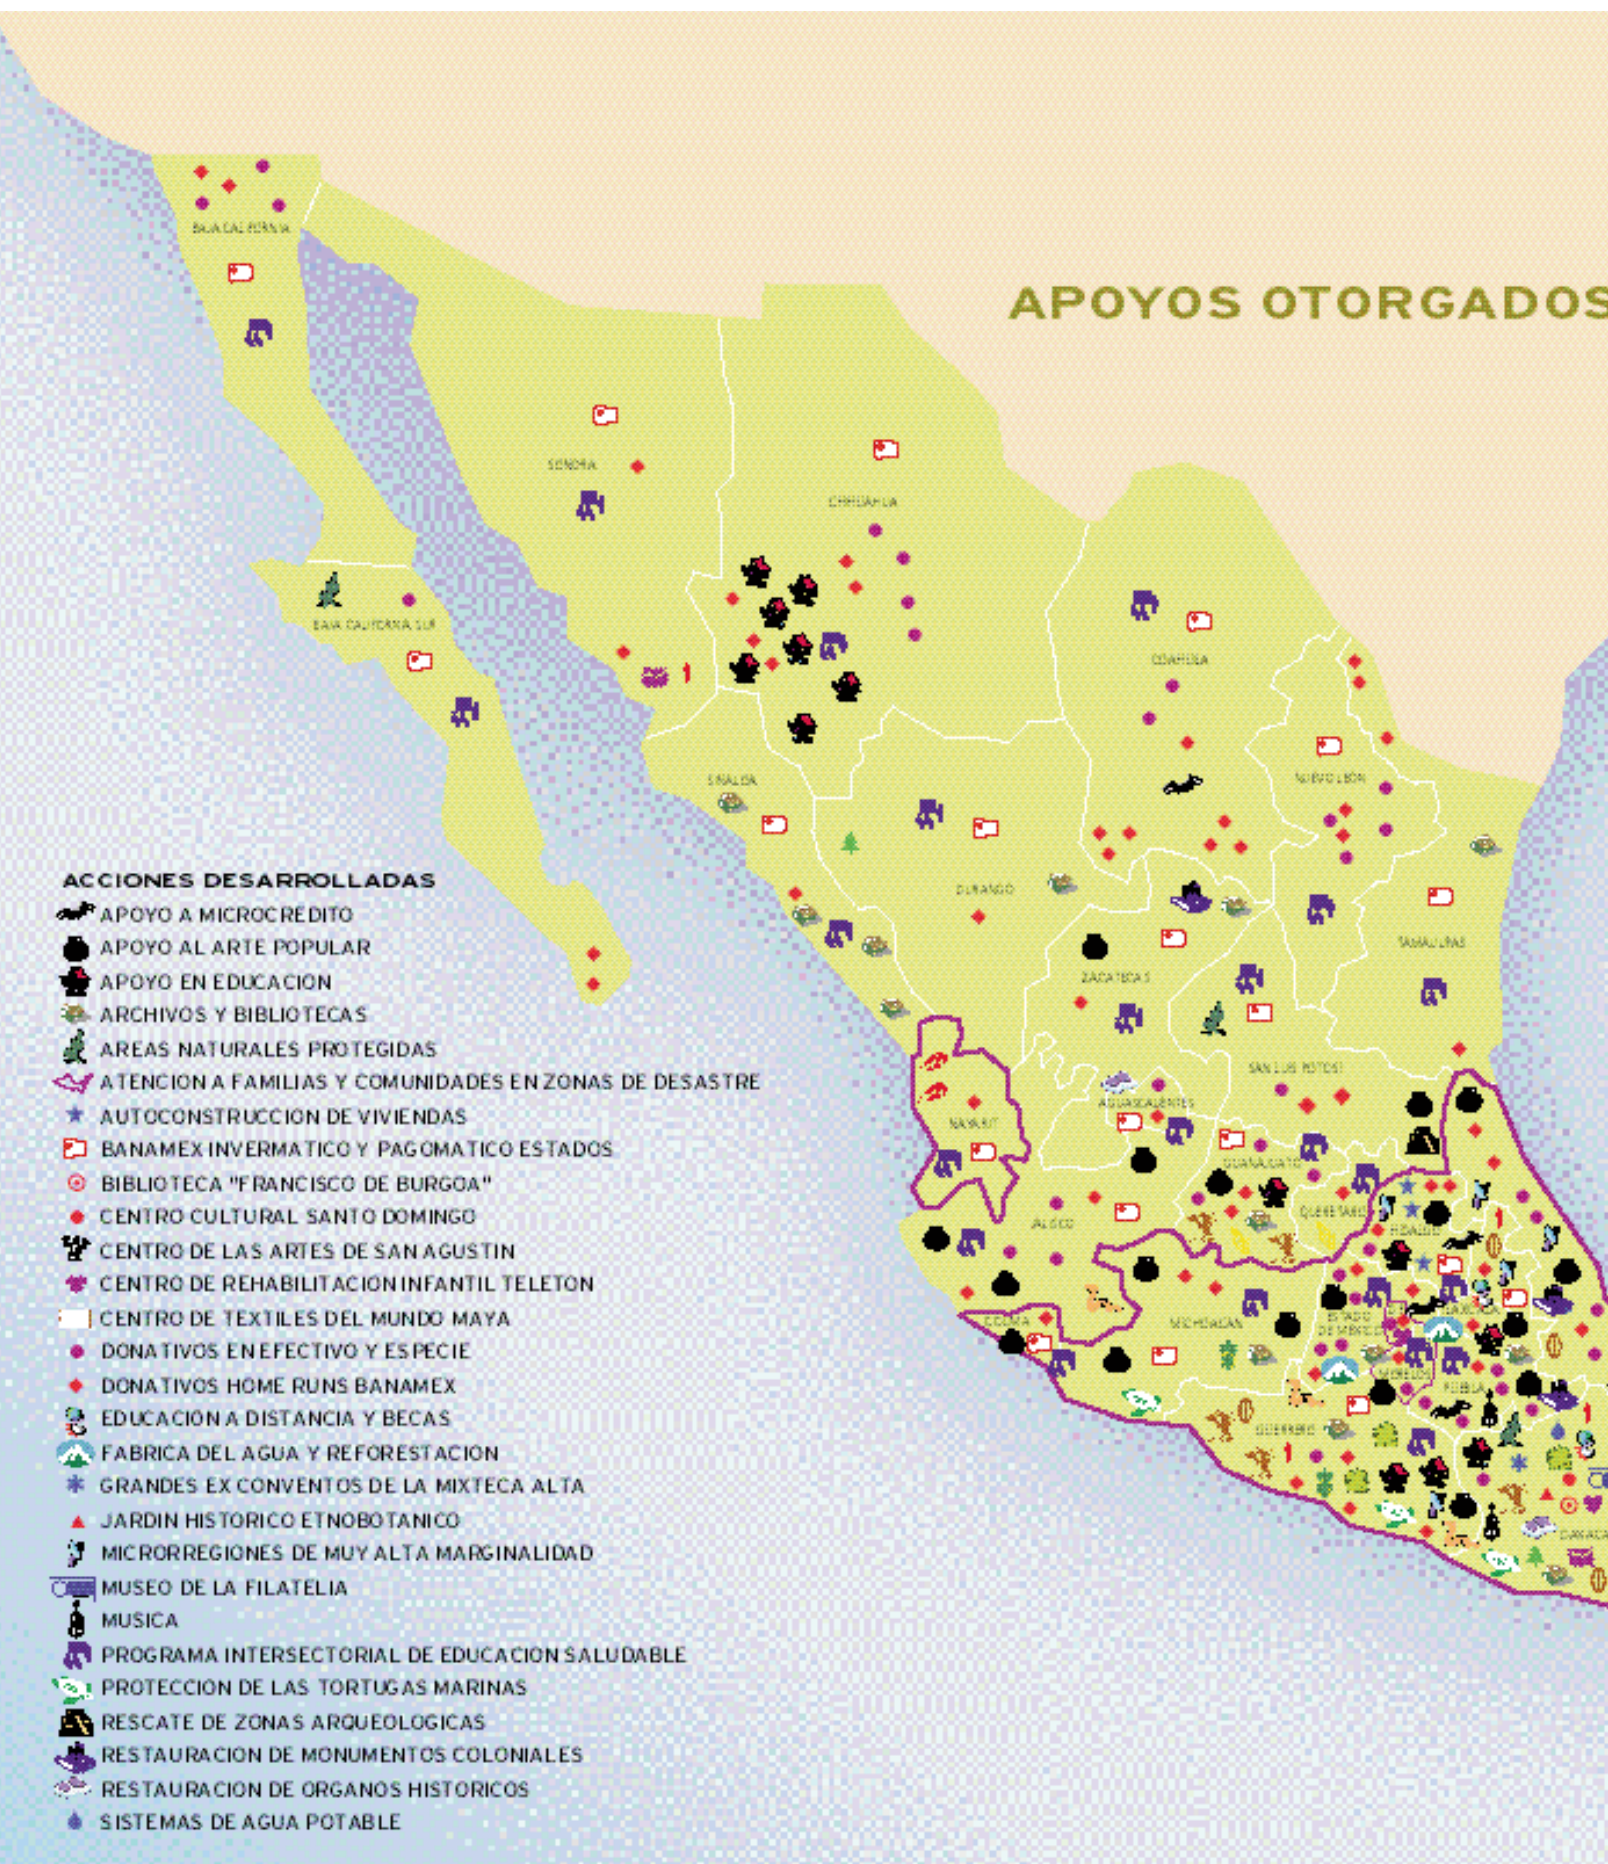 APOYOS OTORGADOS
BAJA CALIFORNIA
SONORA
CHIHUAHUA
BAJA CALIFORNIA SUR
COAHUILA
SINALOA
NUEVO LEON
DURANGO
TAMAULIPAS
ZACATECAS
SAN LUIS POTOSI
AGUASCALIENTES
NAYARIT
GUANAJUATO
QUERETARO
JALISCO
HIDALGO
TLAXCALA
COLIMA
MICHOACAN
ESTADO
DE MEXICO
MORELOS
PUEBLA
GUERRERO
OAXACA
ACCIONES DESARROLLADAS
APOYO A MICROCREDITO
APOYO AL ARTE POPULAR
APOYO EN EDUCACION
ARCHIVOS Y BIBLIOTECAS
AREAS NATURALES PROTEGIDAS
ATENCION A FAMILIAS Y COMUNIDADES EN ZONAS DE DESASTRE
AUTOCONSTRUCCION DE VIVIENDAS
BANAMEX INVERMATICO Y PAGOMATICO ESTADOS
BIBLIOTECA "FRANCISCO DE BURGOA"
CENTRO CULTURAL SANTO DOMINGO
CENTRO DE LAS ARTES DE SAN AGUSTIN
CENTRO DE REHABILITACION INFANTIL TELETON
CENTRO DE TEXTILES DEL MUNDO MAYA
DONATIVOS EN EFECTIVO Y ESPECIE
DONATIVOS HOME RUNS BANAMEX
EDUCACION A DISTANCIA Y BECAS
FABRICA DEL AGUA Y REFORESTACION
GRANDES EX CONVENTOS DE LA MIXTECA ALTA
JARDIN HISTORICO ETNOBOTANICO
MICRORREGIONES DE MUY ALTA MARGINALIDAD
MUSEO DE LA FILATELIA
MUSICA
PROGRAMA INTERSECTORIAL DE EDUCACION SALUDABLE
PROTECCION DE LAS TORTUGAS MARINAS
RESCATE DE ZONAS ARQUEOLOGICAS
RESTAURACION DE MONUMENTOS COLONIALES
RESTAURACION DE ORGANOS HISTORICOS
SISTEMAS DE AGUA POTABLE